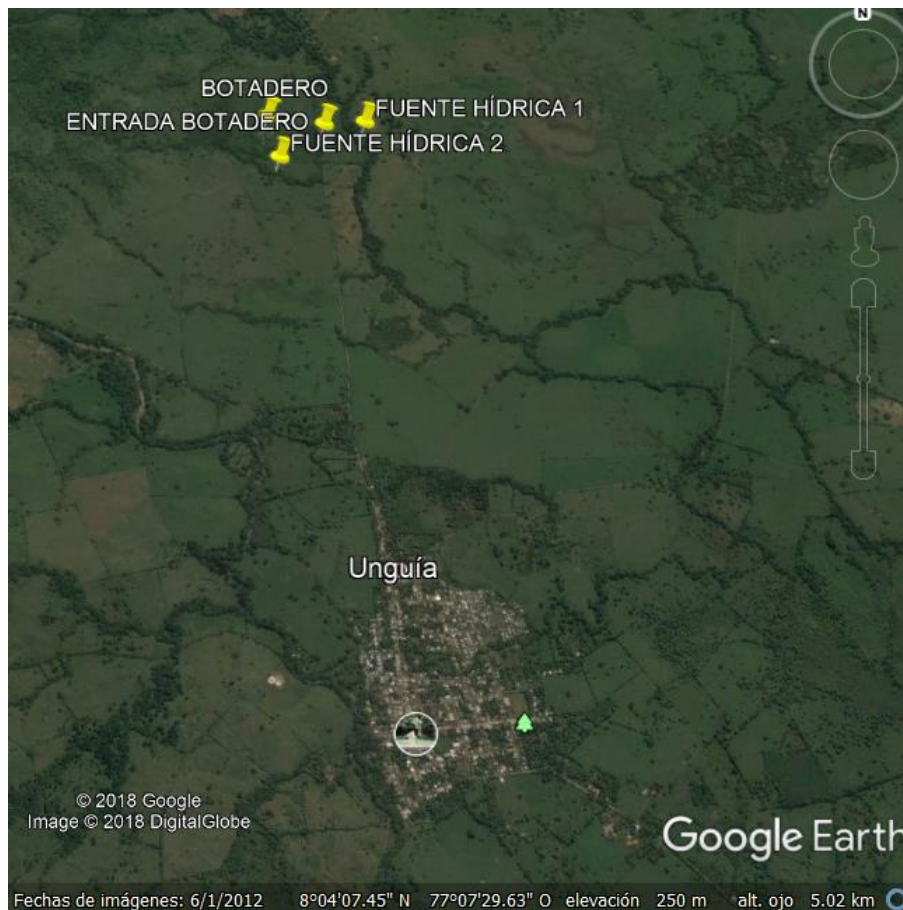 N
BOTADERO
FUENTE HÍDRICA 1
ENTRADA BOTADERO
FUENTE HÍDRICA 2
Unguía
© 2018 Google
Image © 2018 DigitalGlobe
Google Earth
Fechas de imágenes: 6/1/2012 8°04'07.45" N 77°07'29.63" O elevación 250 m alt. ojo 5.02 km